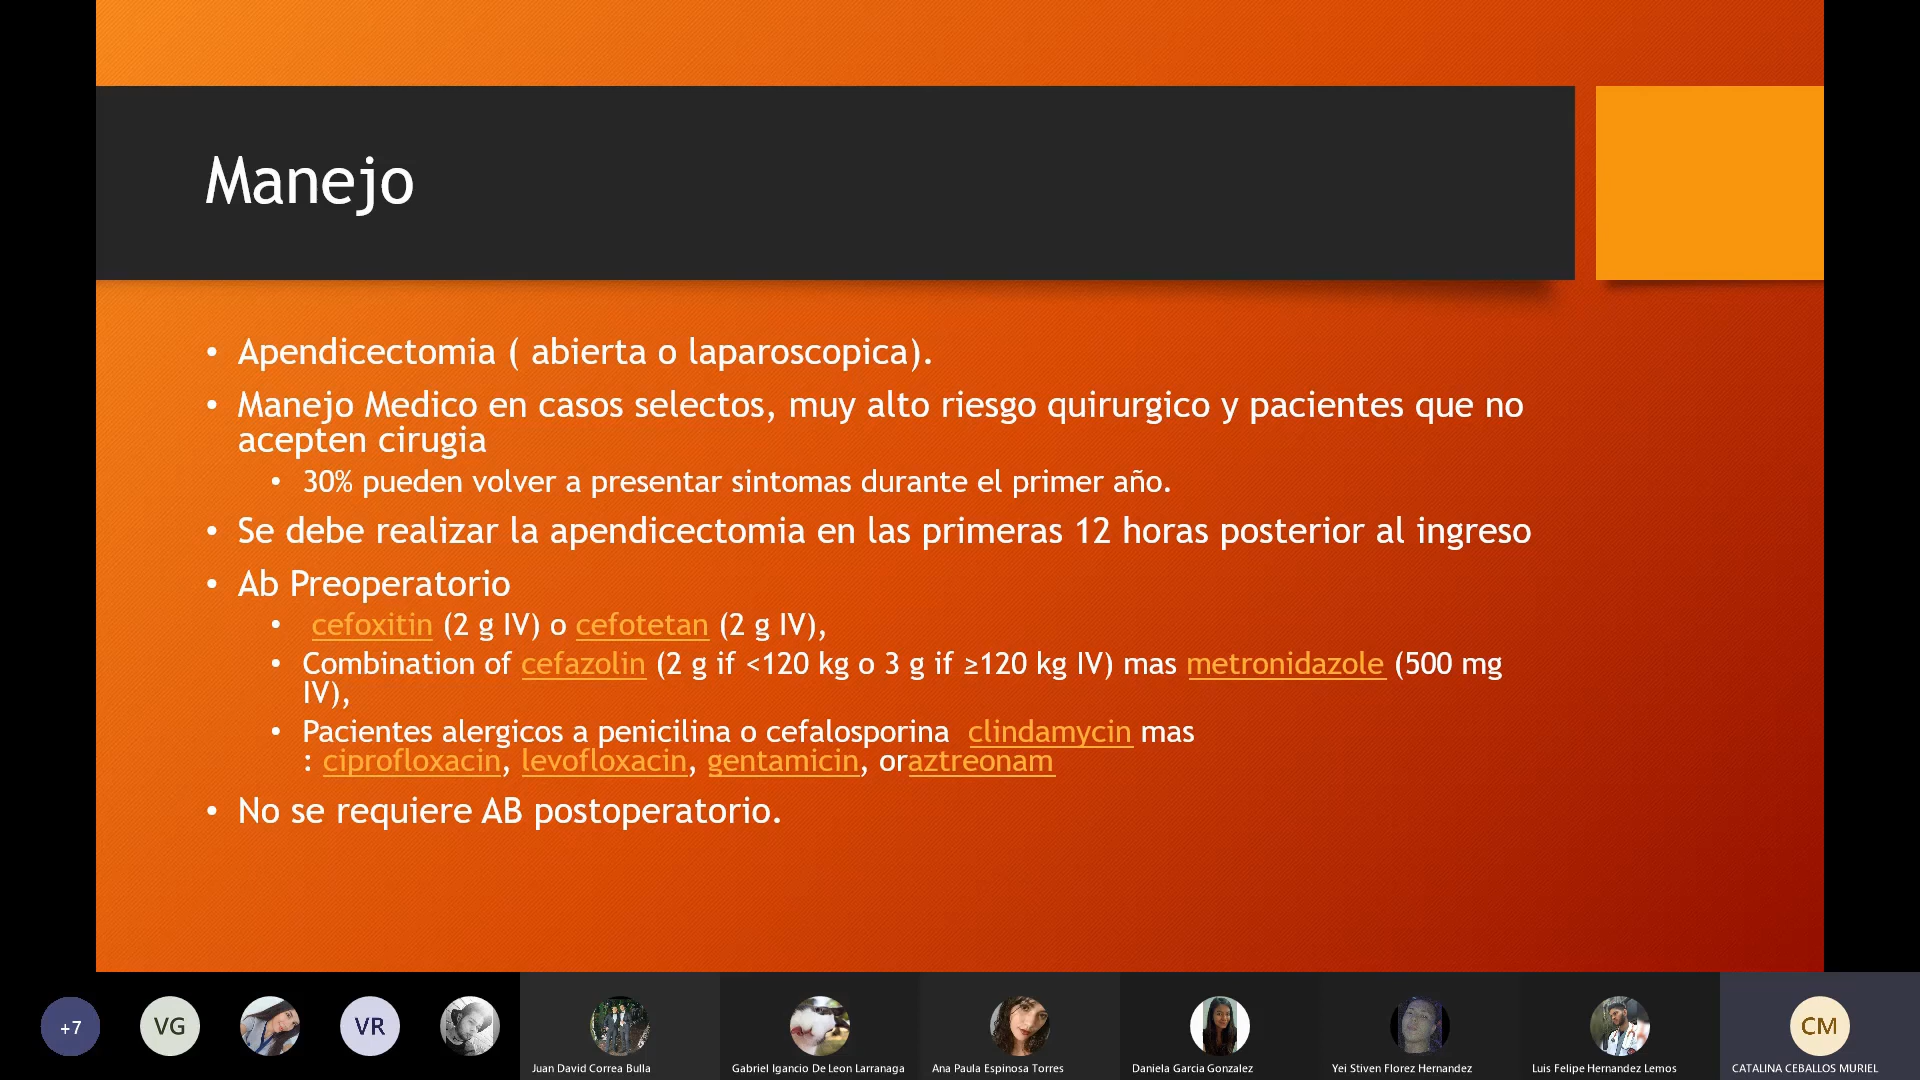 Manejo
• Apendicectomia ( abierta o laparoscopica).
• Manejo Medico en casos selectos, muy alto riesgo quirurgico y pacientes que no
acepten cirugia
• 30% pueden volver a presentar sintomas durante el primer año.
• Se debe realizar la apendicectomia en las primeras 12 horas posterior al ingreso
• Ab Preoperatorio
• cefoxitin (2 g IV) o cefotetan (2 g IV),
• Combination of cefazolin (2 g if <120 kg o 3 g if ≥120 kg IV) mas metronidazole (500 mg
IV),
• Pacientes alergicos a penicilina o cefalosporina clindamycin mas
: ciprofloxacin, levofloxacin, gentamicin, oraztreonam
• No se requiere AB postoperatorio.
+7
VG
VR
CM
Juan David Correa Bulla
Gabriel Igancio De Leon Larranaga
Ana Paula Espinosa Torres
Daniela Garcia Gonzalez
Yei Stiven Florez Hernandez
Luis Felipe Hernandez Lemos
CATALINA CEBALLOS MURIEL